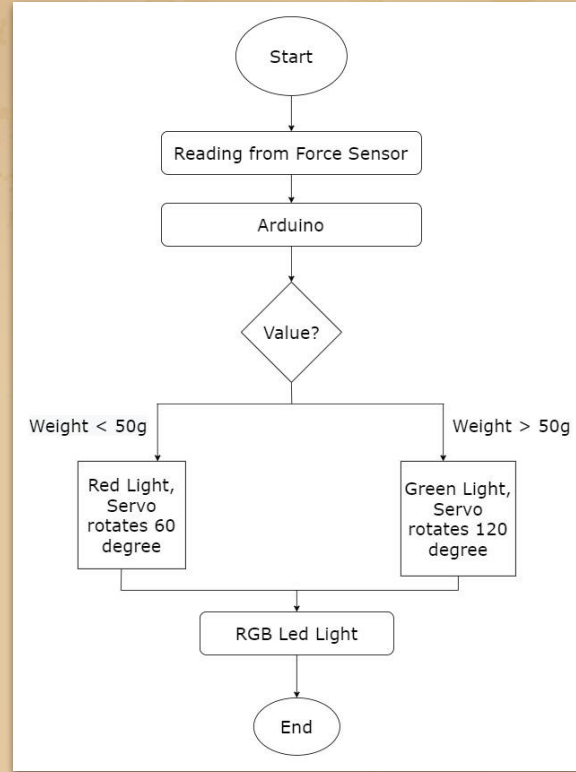 Start
Reading from Force Sensor
Arduino
Value?
Weight < 50g
Weight > 50g
Red Light,
Servo
rotates 60
degree
Green Light,
Servo
rotates 120
degree
RGB Led Light
End